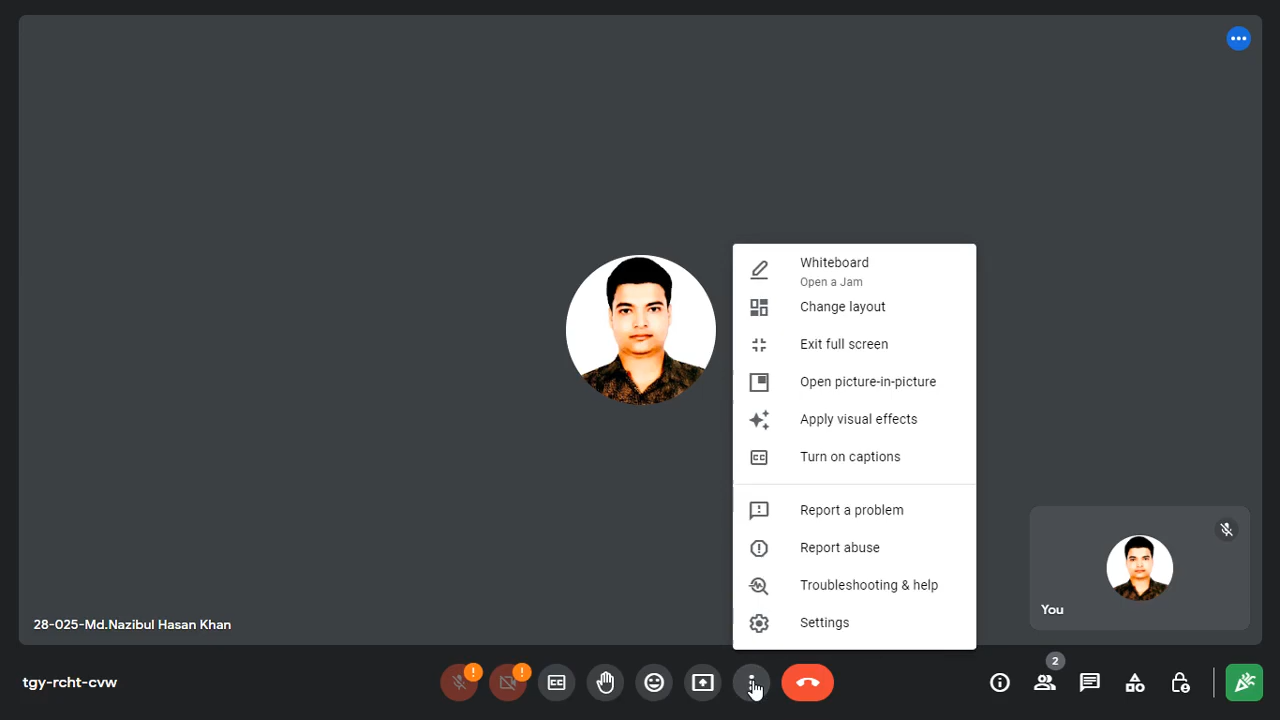 Whiteboard
Open a Jam
Change layout
Exit full screen
Open picture-in-picture
Apply visual effects
Turn on captions
Report a problem
Report abuse
Troubleshooting & help
Settings
You
28-025-Md.Nazibul Hasan Khan
tgy-rcht-cvw
2